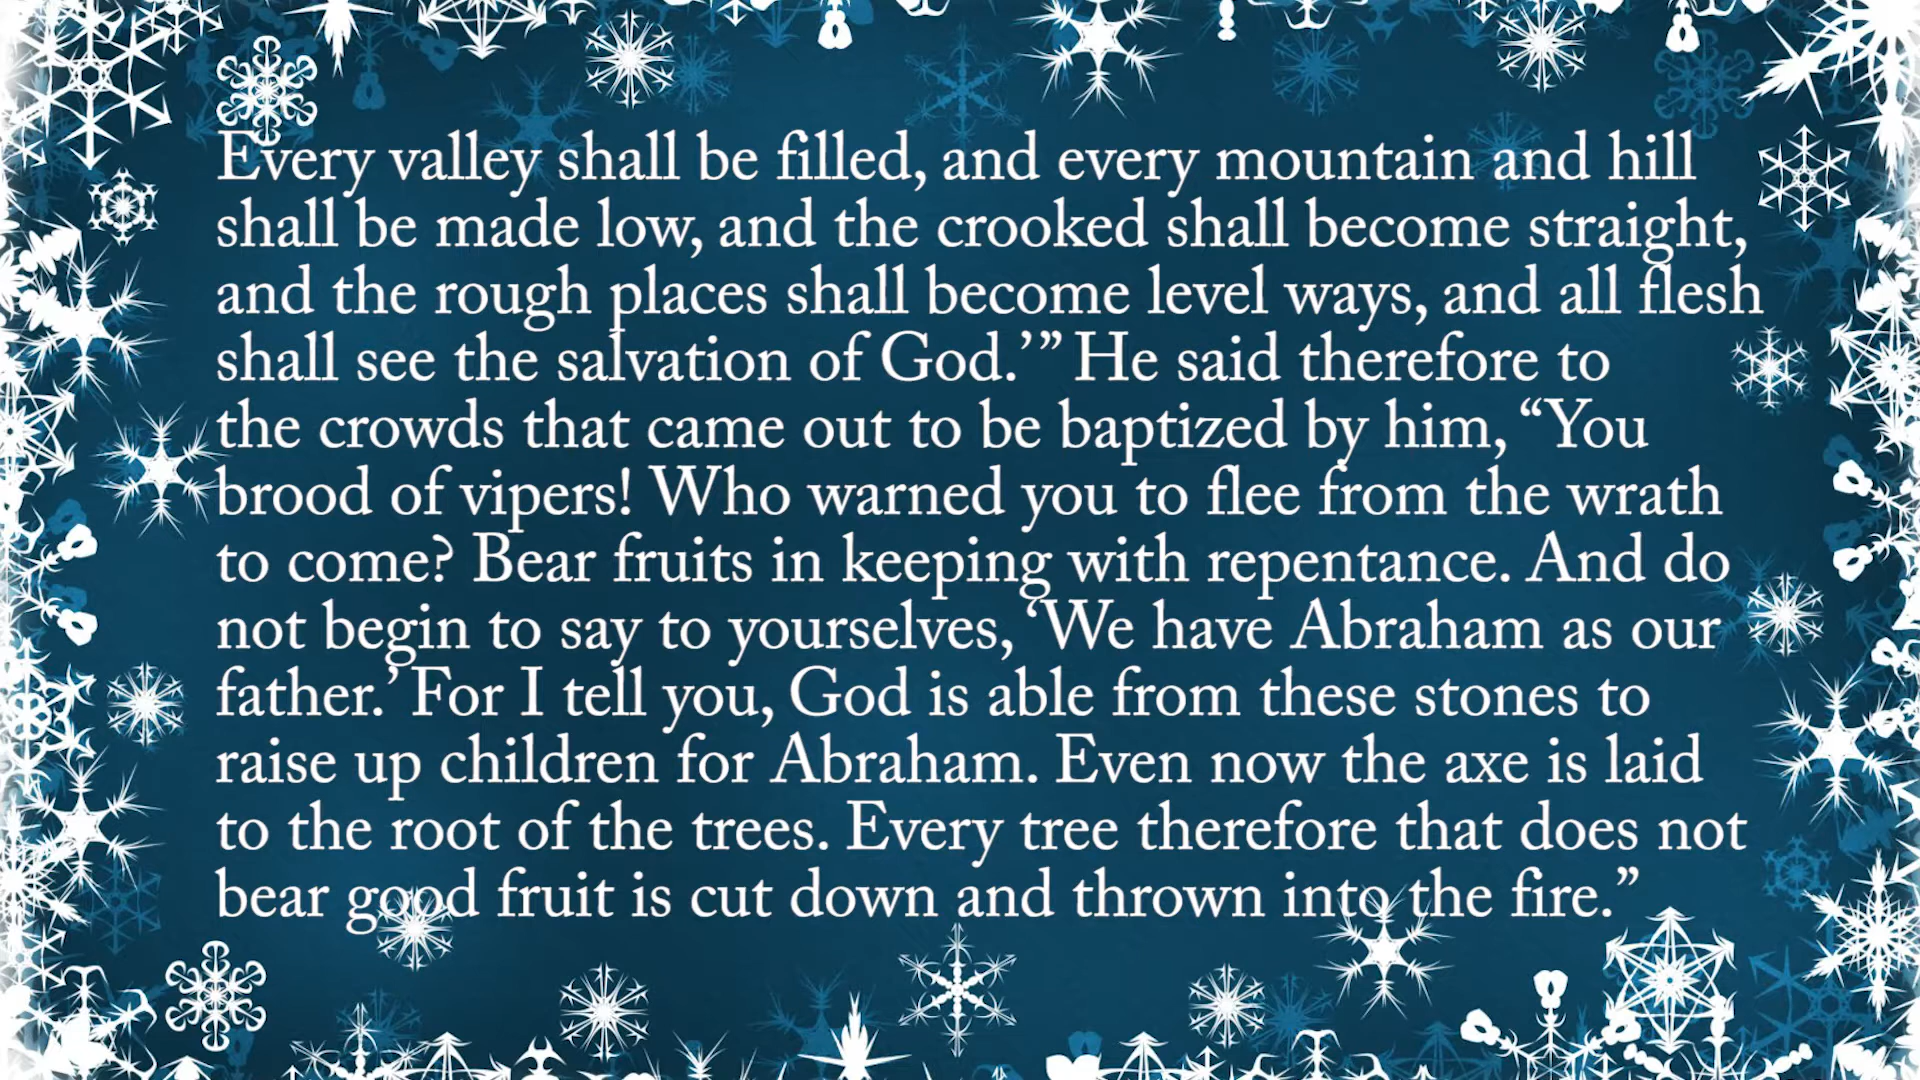 Every valley shall be filled, and every mountain and hill
shall be made low, and the crooked shall become straight,
and the rough places shall become level ways, and all flesh
shall see the salvation of God.’” He said therefore to
the crowds that came out to be baptized by him, “You
brood of vipers! Who warned you to flee from the wrath
to come? Bear fruits in keeping with repentance. And do
not begin to say to yourselves, ‘We have Abraham as our
father.’ For I tell you, God is able from these stones to
raise up children for Abraham. Even now the axe is laid
to the root of the trees. Every tree therefore that does not
bear good fruit is cut down and thrown into the fire.”